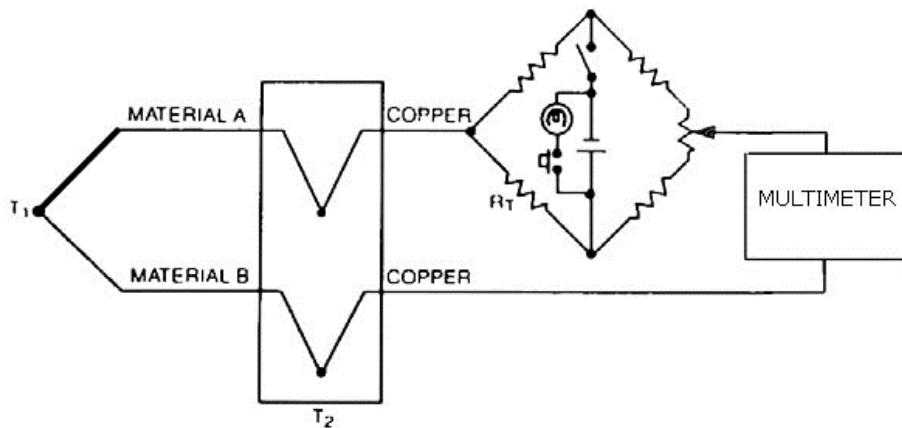 MATERIAL A
COPPER
T1
RT
MULTIMETER
MATERIAL B
COPPER
T2